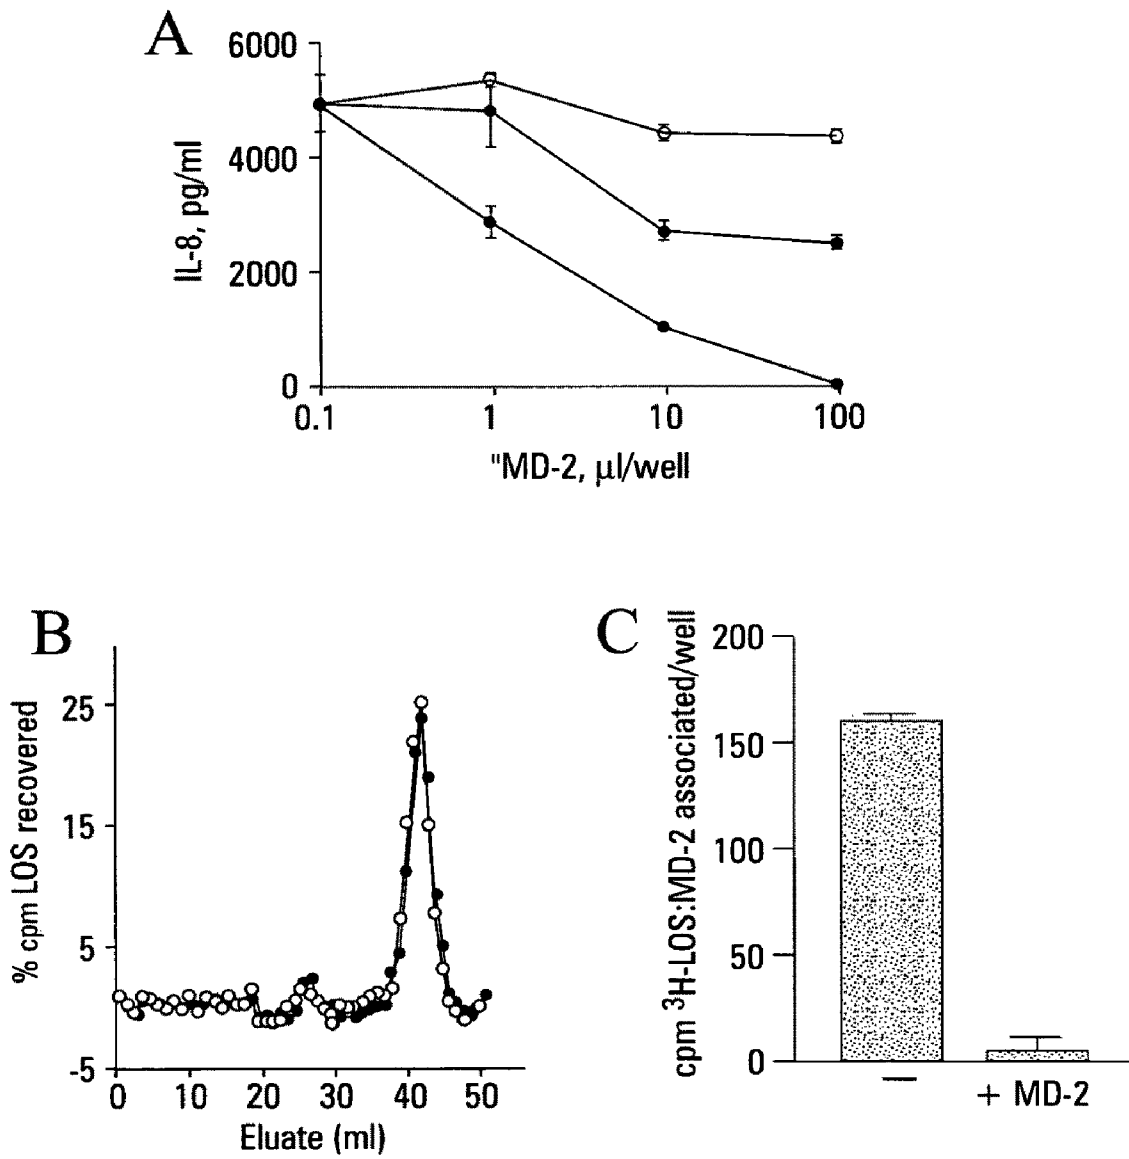 A
6000
4000
2000
0
IL-8, pg/ml
0.1 1 10 100
"MD-2, µl/well
B
25
15
5
-5
% cpm LOS recovered
0 10 20 30 40 50
Eluate (ml)
C
200
150
100
50
0
cpm ³H-LOS:MD-2 associated/well
— + MD-2